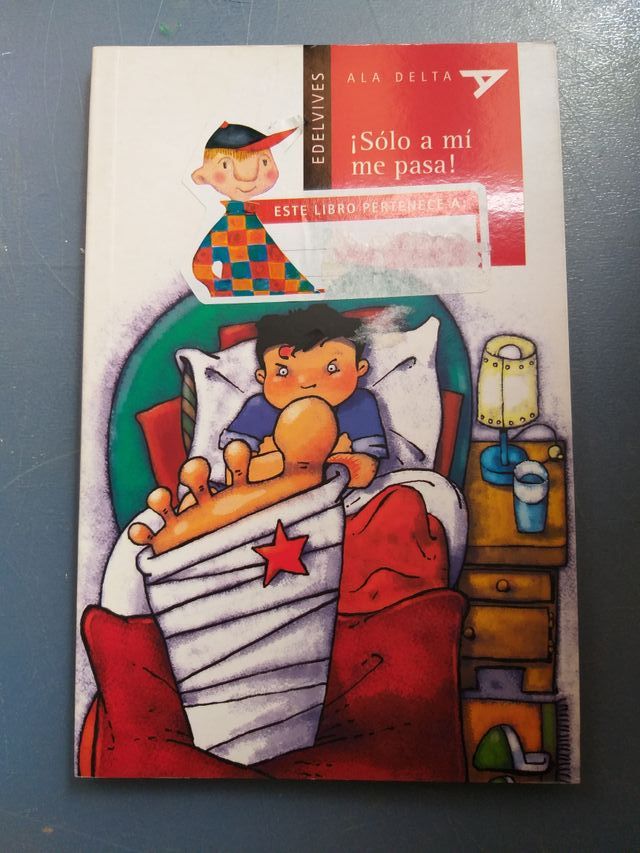 EDELVIVES
ALA DELTA
¡Sólo a mí
me pasa!
ESTE LIBRO PERTENECE A: